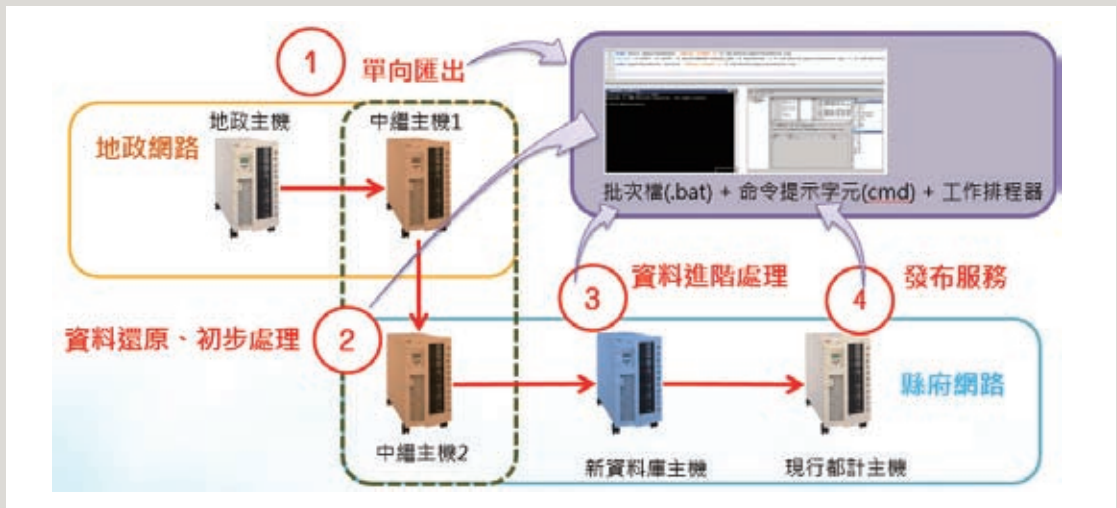 1
單向匯出
地政主機
中繼主機1
地政網路
批次檔(.bat) + 命令提示字元(cmd) + 工作排程器
資料還原、初步處理
2
3
資料進階處理
4
發布服務
縣府網路
中繼主機2
新資料庫主機
現行都計主機